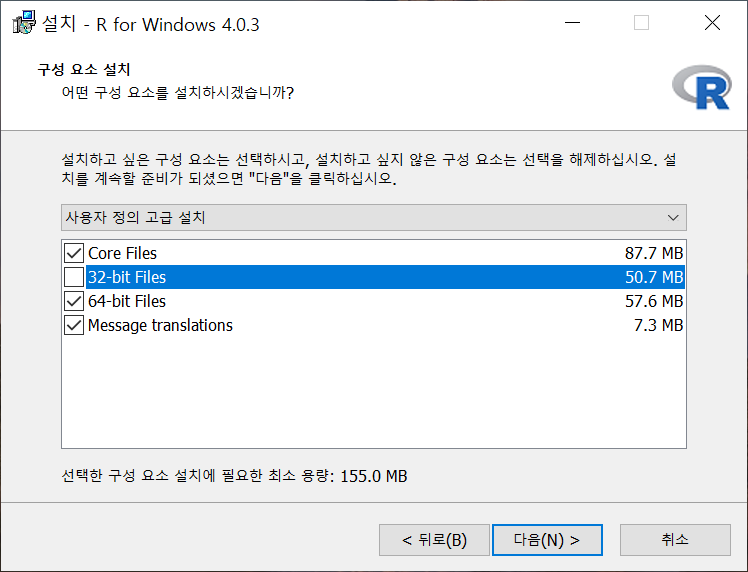 설치 - R for Windows 4.0.3
구성 요소 설치
어떤 구성 요소를 설치하시겠습니까?
R
설치하고 싶은 구성 요소는 선택하시고, 설치하고 싶지 않은 구성 요소는 선택을 해제하십시오. 설
치를 계속할 준비가 되셨으면 "다음"을 클릭하십시오.
사용자 정의 고급 설치
Core Files 87.7 MB
32-bit Files 50.7 MB
64-bit Files 57.6 MB
Message translations 7.3 MB
선택한 구성 요소 설치에 필요한 최소 용량: 155.0 MB
< 뒤로(B) 다음(N) > 취소